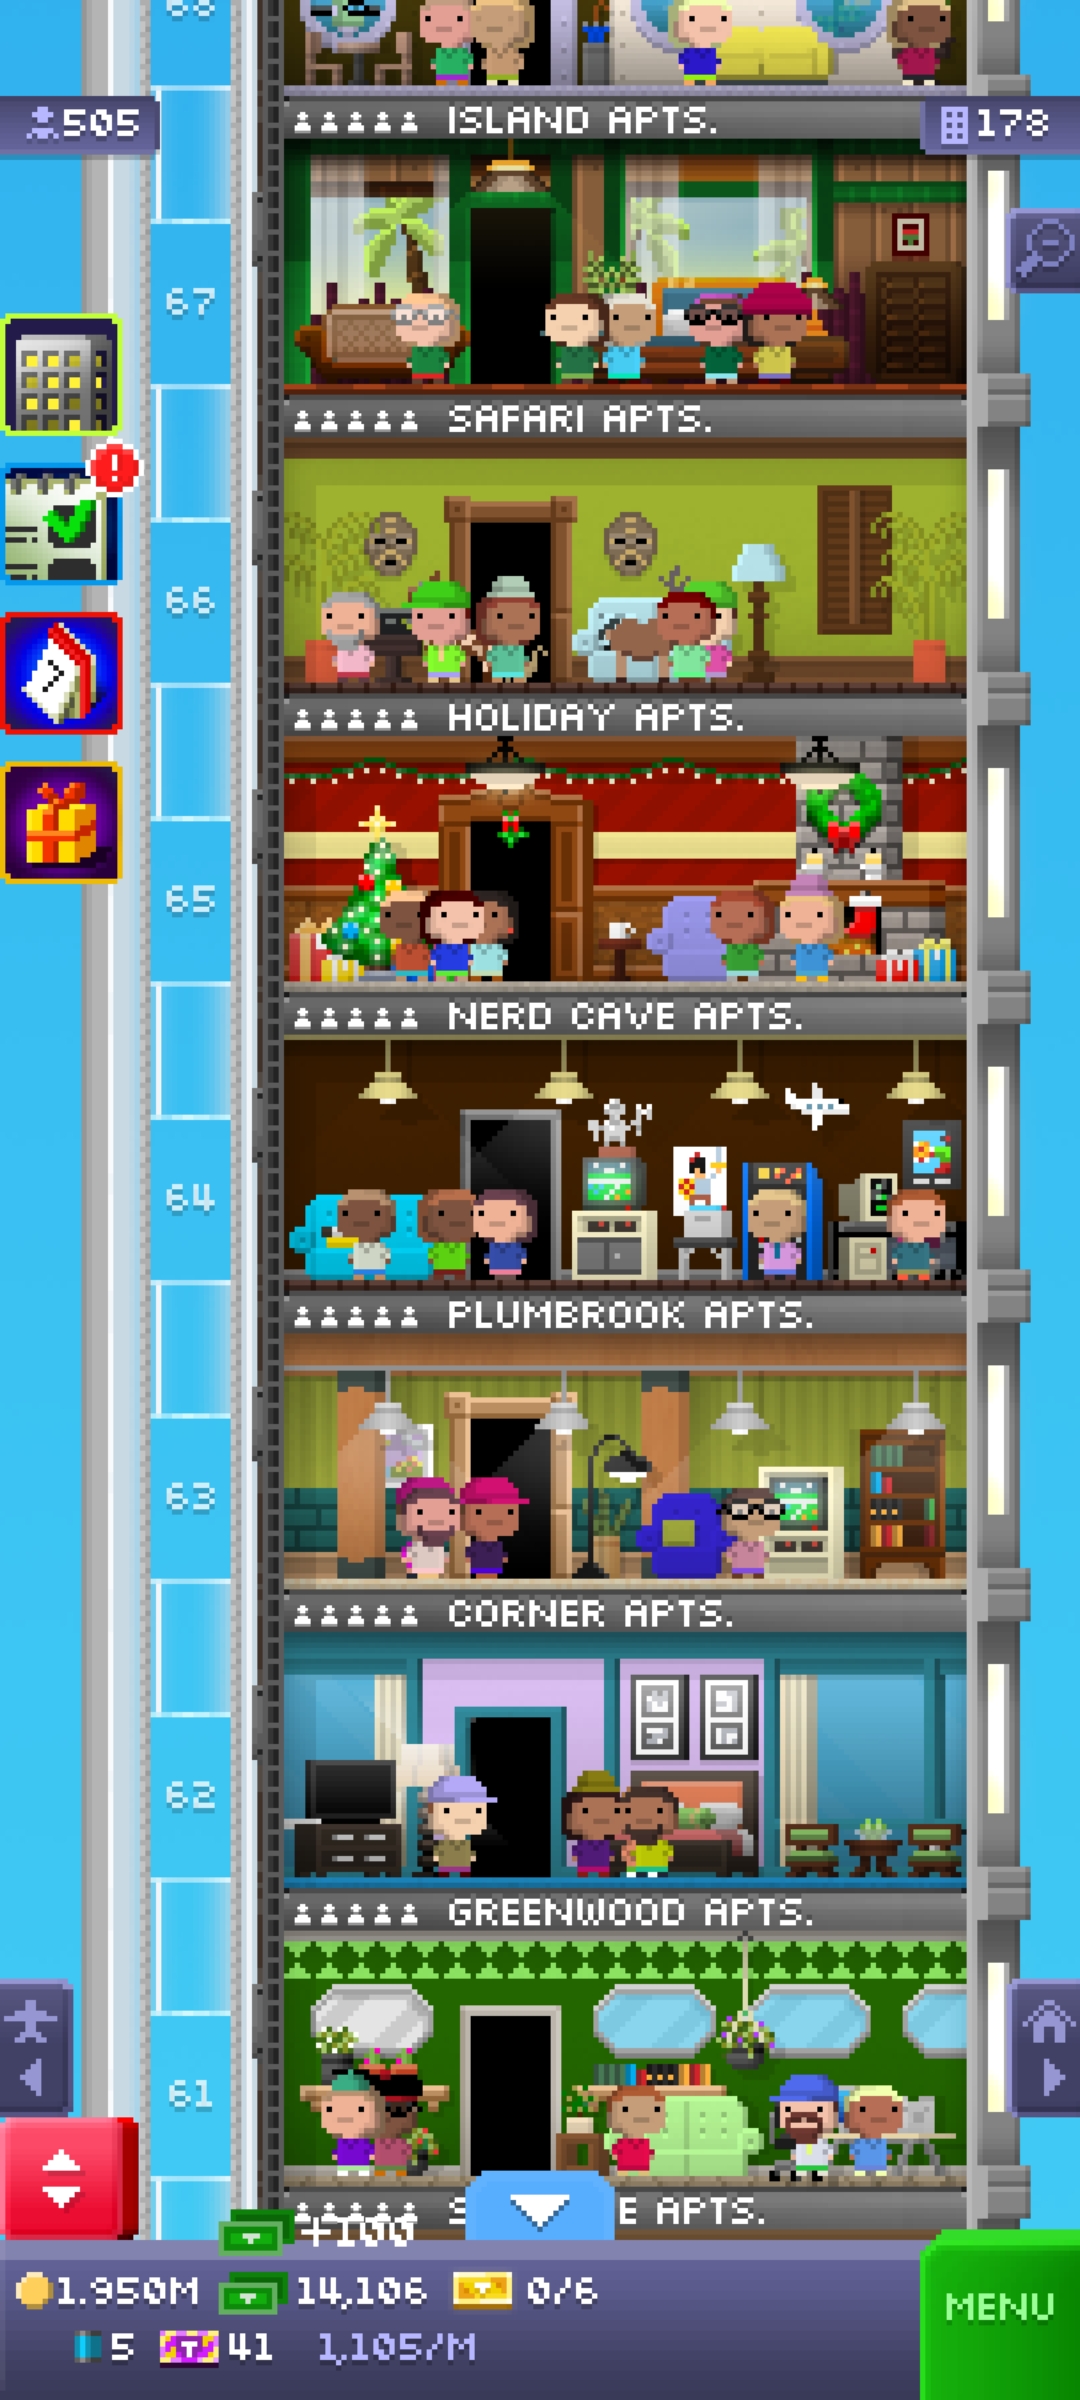 68
505
ISLAND APTS.
178
67
SAFARI APTS.
66
HOLIDAY APTS.
65
NERD CAVE APTS.
64
PLUMBROOK APTS.
63
CORNER APTS.
62
GREENWOOD APTS.
61
S E APTS.
+100
1.950M 14,106 0/6
5 41 1,105/M
MENU